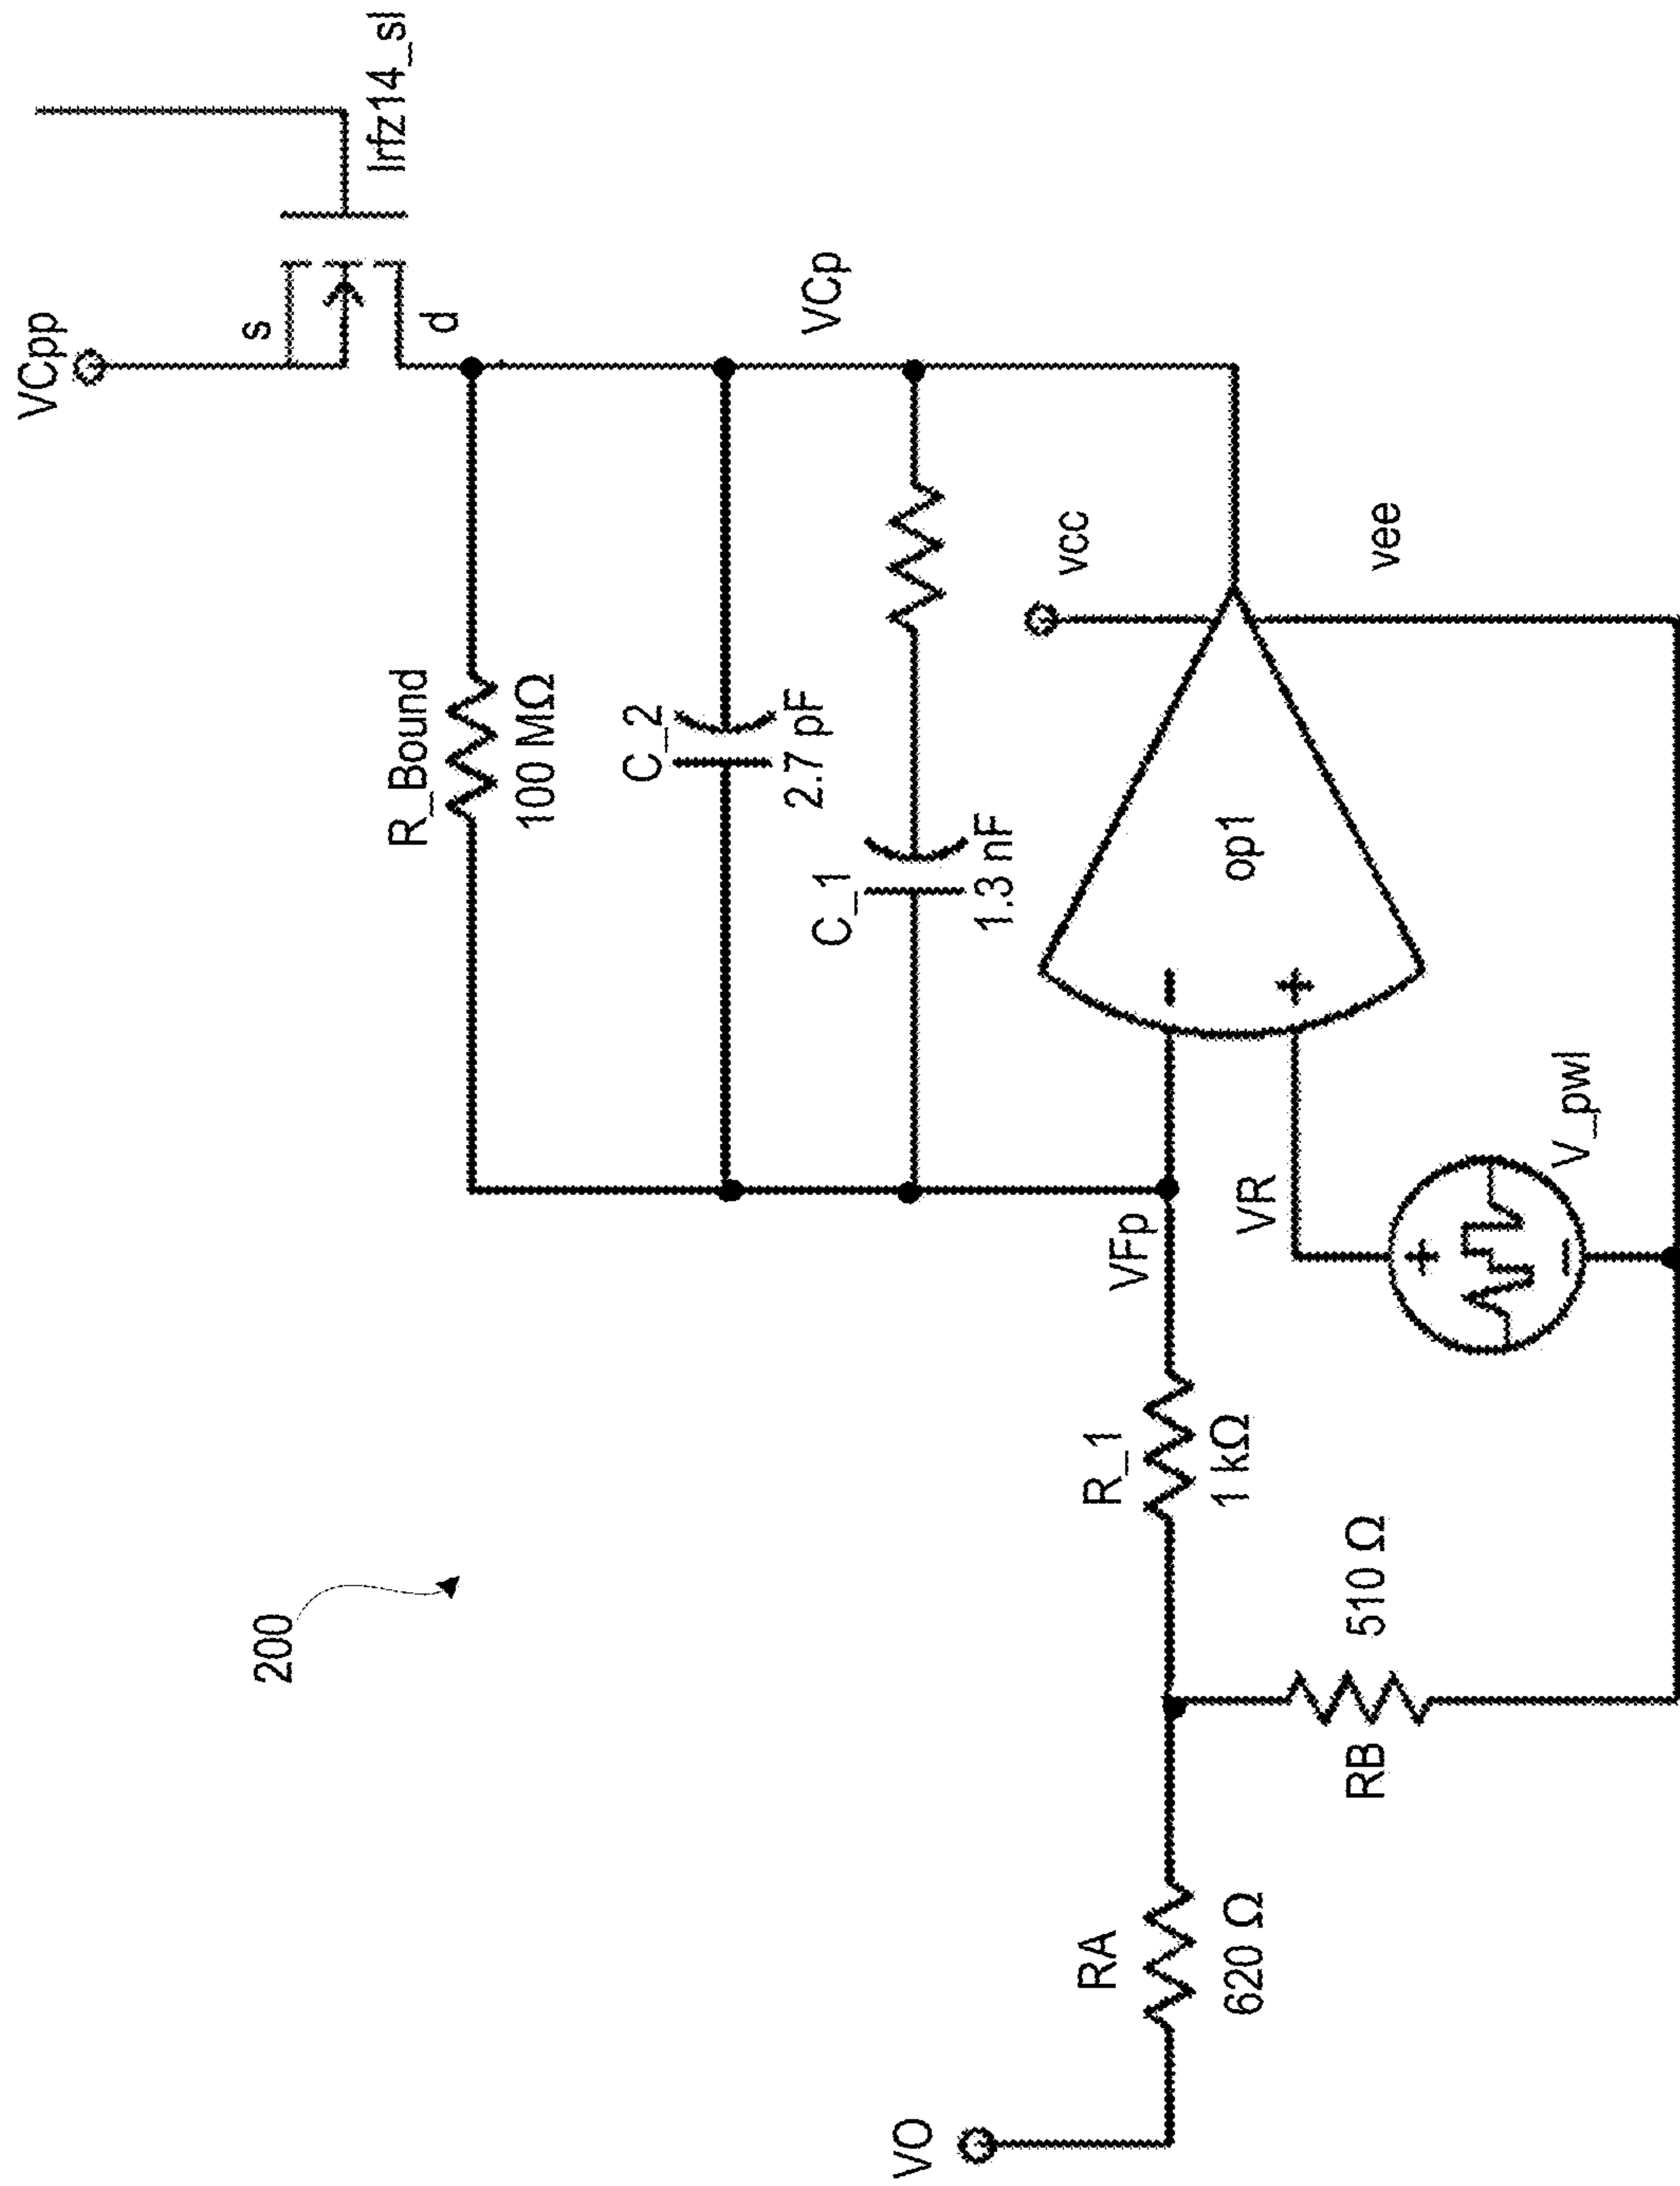 VCpp
s
d
Irfz14_sl
R_Bound
100 MΩ
C_2
2.7 pF
VCp
C_1
1.3 nF
vcc
vee
op1
−
+
VFp
VR
+
−
V_pwl
200
R_1
1 kΩ
RB
510 Ω
RA
620 Ω
VO